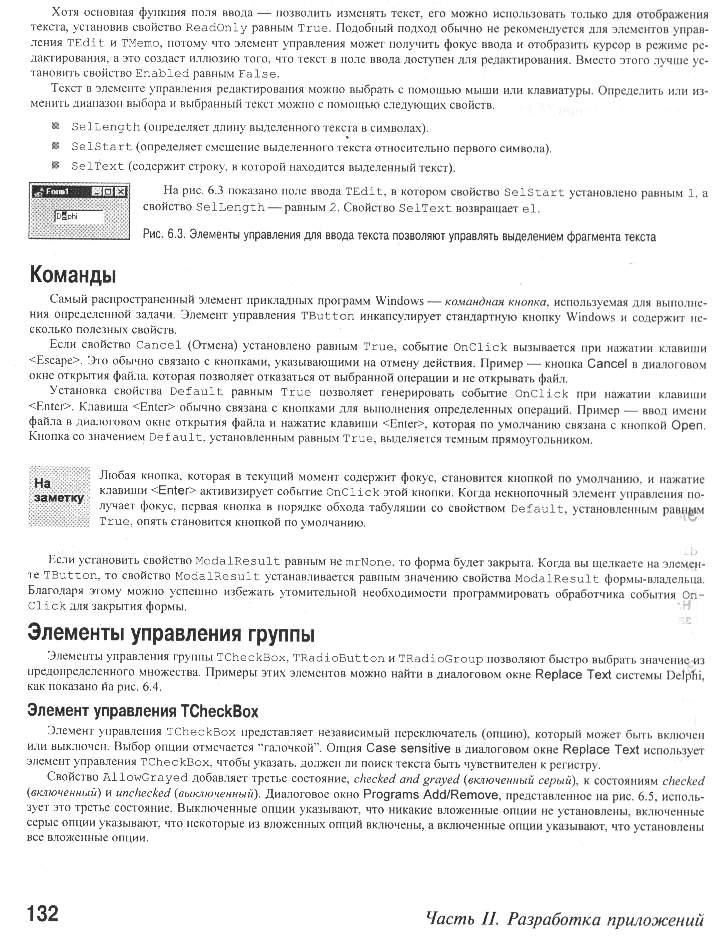 Хотя основная функция поля ввода — позволить изменять текст, его можно использовать только для отображения
текста, установив свойство ReadOnly равным True. Подобный подход обычно не рекомендуется для элементов управ-
ления TEdit и TMemo, потому что элемент управления может получить фокус ввода и отобразить курсор в режиме ре-
дактирования, а это создает иллюзию того, что текст в поле ввода доступен для редактирования. Вместо этого лучше ус-
тановить свойство Enabled равным False.
Текст в элементе управления редактирования можно выбрать с помощью мыши или клавиатуры. Определить или из-
менить диапазон выбора и выбранный текст можно с помощью следующих свойств.
SelLength (определяет длину выделенного текста в символах).
SelStart (определяет смещение выделенного текста относительно первого символа).
SelText (содержит строку, в которой находится выделенный текст).
Form1
Delphi
На рис. 6.3 показано поле ввода TEdit, в котором свойство SelStart установлено равным 1, а
свойство SelLength — равным 2. Свойство SelText возвращает el.
Рис. 6.3. Элементы управления для ввода текста позволяют управлять выделением фрагмента текста
Команды
Самый распространенный элемент прикладных программ Windows — командная кнопка, используемая для выполне-
ния определенной задачи. Элемент управления TButton инкапсулирует стандартную кнопку Windows и содержит не-
сколько полезных свойств.
Если свойство Cancel (Отмена) установлено равным True, событие OnClick вызывается при нажатии клавиши
<Escape>. Это обычно связано с кнопками, указывающими на отмену действия. Пример — кнопка Cancel в диалоговом
окне открытия файла, которая позволяет отказаться от выбранной операции и не открывать файл.
Установка свойства Default равным True позволяет генерировать событие OnClick при нажатии клавиши
<Enter>. Клавиша <Enter> обычно связана с кнопками для выполнения определенных операций. Пример — ввод имени
файла в диалоговом окне открытия файла и нажатие клавиши <Enter>, которая по умолчанию связана с кнопкой Open.
Кнопка со значением Default, установленным равным True, выделяется темным прямоугольником.
На
заметку
Любая кнопка, которая в текущий момент содержит фокус, становится кнопкой по умолчанию, и нажатие
клавиши <Enter> активизирует событие OnClick этой кнопки. Когда некнопочный элемент управления по-
лучает фокус, первая кнопка в порядке обхода табуляции со свойством Default, установленным равным
True, опять становится кнопкой по умолчанию.
Если установить свойство ModalResult равным не mrNone, то форма будет закрыта. Когда вы щелкаете на элемен-
те TButton, то свойство ModalResult устанавливается равным значению свойства ModalResult формы-владельца.
Благодаря этому можно успешно избежать утомительной необходимости программировать обработчика события On-
Click для закрытия формы.
Элементы управления группы
Элементы управления группы TCheckBox, TRadioButton и TRadioGroup позволяют быстро выбрать значение из
предопределенного множества. Примеры этих элементов можно найти в диалоговом окне Replace Text системы Delphi,
как показано на рис. 6.4.
Элемент управления TCheckBox
Элемент управления TCheckBox представляет независимый переключатель (опцию), который может быть включен
или выключен. Выбор опции отмечается "галочкой". Опция Case sensitive в диалоговом окне Replace Text использует
элемент управления TCheckBox, чтобы указать, должен ли поиск текста быть чувствителен к регистру.
Свойство AllowGrayed добавляет третье состояние, checked and grayed (включенный серый), к состояниям checked
(включенный) и unchecked (выключенный). Диалоговое окно Programs Add/Remove, представленное на рис. 6.5, исполь-
зует это третье состояние. Выключенные опции указывают, что никакие вложенные опции не установлены, включенные
серые опции указывают, что некоторые из вложенных опций включены, а включенные опции указывают, что установлены
все вложенные опции.
132
Часть II. Разработка приложений